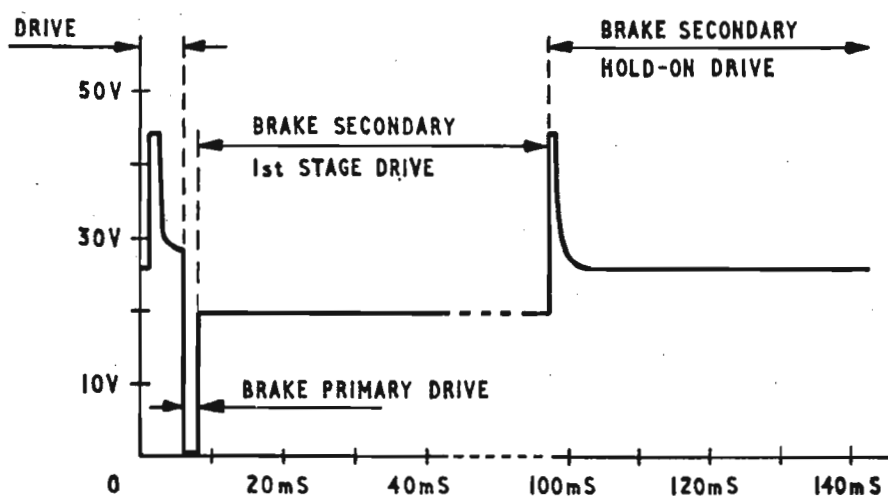 DRIVE
BRAKE SECONDARY
HOLD-ON DRIVE
50V
BRAKE SECONDARY
1st STAGE DRIVE
30V
10V
BRAKE PRIMARY DRIVE
0 20mS 40mS 100mS 120mS 140mS